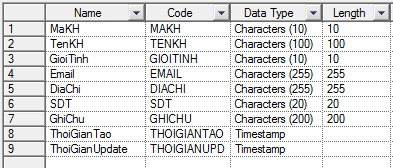 Name Code Data Type Length
1 MaKH MAKH Characters (10) 10
2 TenKH TENKH Characters (100) 100
3 GioiTinh GIOITINH Characters (10) 10
4 Email EMAIL Characters (255) 255
5 DiaChi DIACHI Characters (255) 255
6 SDT SDT Characters (20) 20
7 GhiChu GHICHU Characters (200) 200
8 ThoiGianTao THOIGIANTAO Timestamp
9 ThoiGianUpdate THOIGIANUPD Timestamp